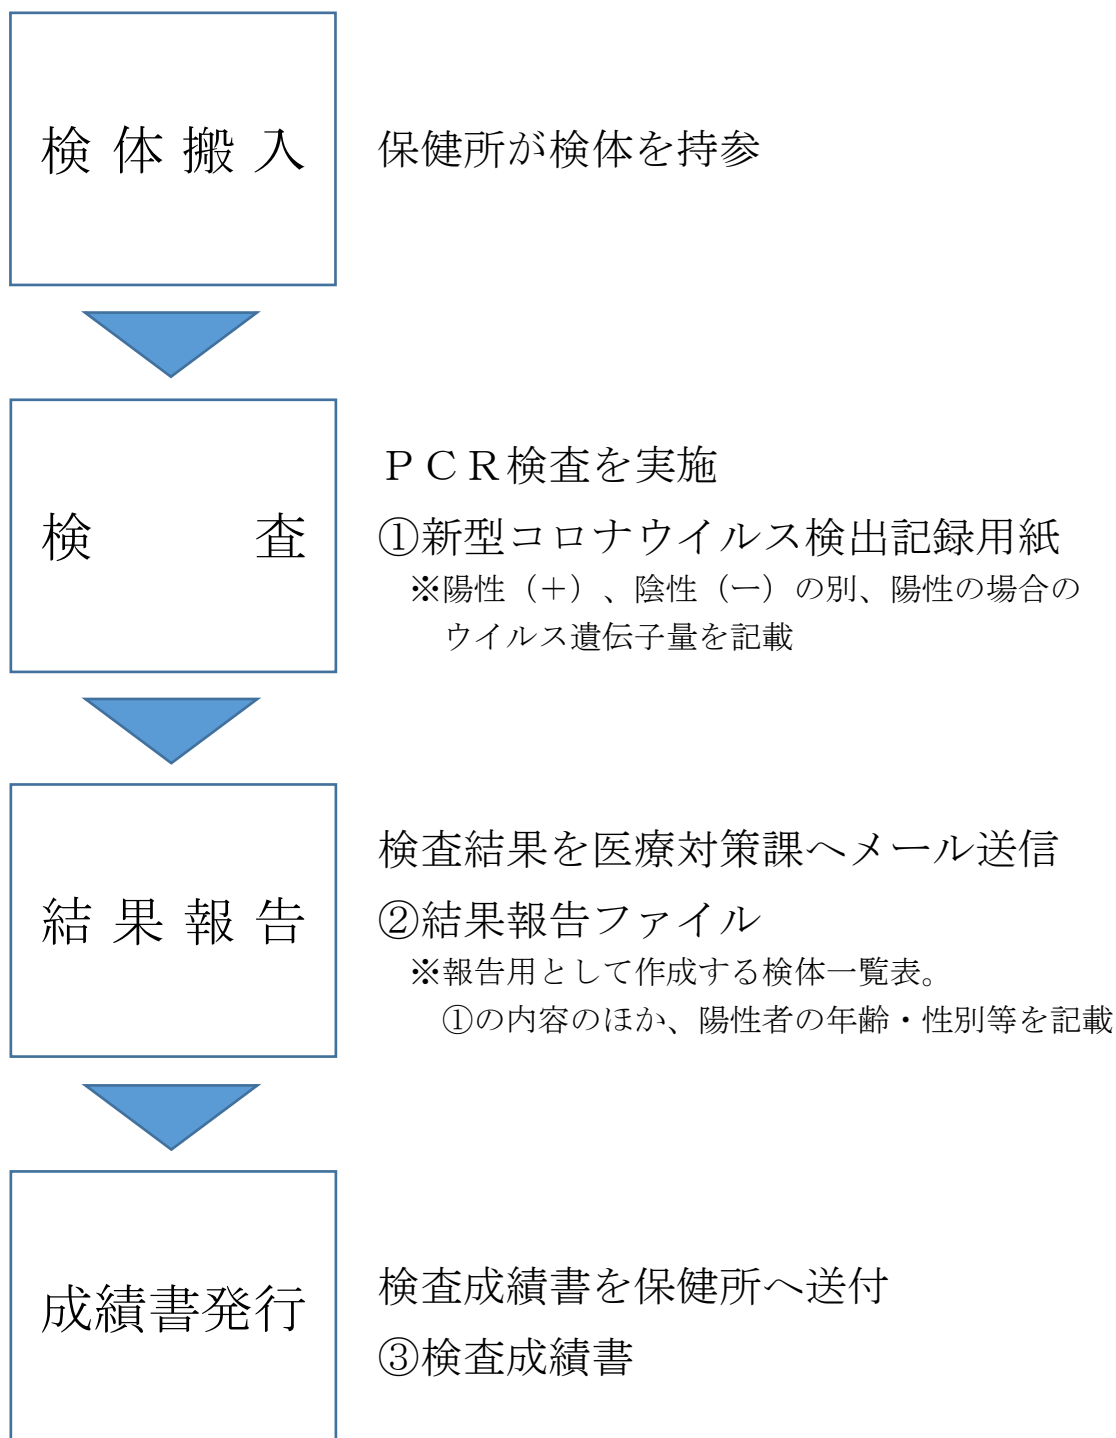 検体搬入
保健所が検体を持参
検査
ＰＣＲ検査を実施
①新型コロナウイルス検出記録用紙
※陽性（＋）、陰性（ー）の別、陽性の場合の
ウイルス遺伝子量を記載
結果報告
検査結果を医療対策課へメール送信
②結果報告ファイル
※報告用として作成する検体一覧表。
①の内容のほか、陽性者の年齢・性別等を記載
成績書発行
検査成績書を保健所へ送付
③検査成績書